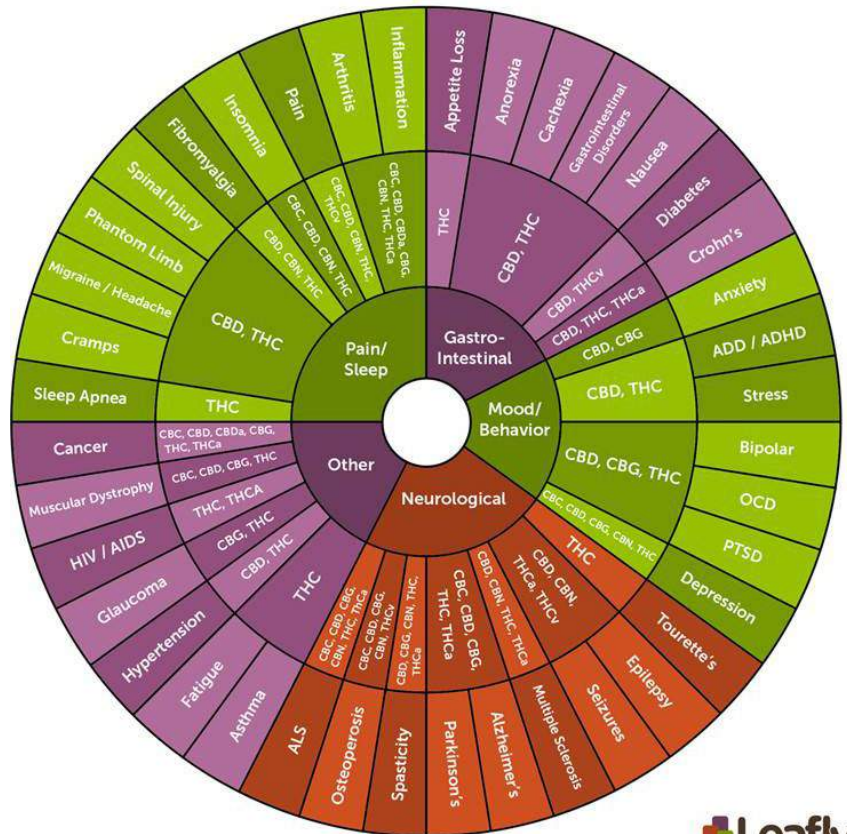 Appetite Loss
Anorexia
Cachexia
Gastrointestinal
Disorders
Nausea
Diabetes
Crohn's
Anxiety
ADD / ADHD
Stress
Bipolar
OCD
PTSD
Depression
Tourette's
Epilepsy
Seizures
Multiple Sclerosis
Alzheimer's
Parkinson's
Spasticity
Osteoperosis
ALS
Asthma
Fatigue
Hypertension
Glaucoma
HIV / AIDS
Muscular Dystrophy
Cancer
Sleep Apnea
Cramps
Migraine / Headache
Phantom Limb
Spinal Injury
Fibromyalgia
Insomnia
Pain
Arthritis
Inflammation
THC
CBD, THC
CBD, THCv
CBD, THC, THCa
CBD, CBG
CBD, THC
CBD, CBG, THC
CBC, CBD, CBG, CBN, THC
THC
CBD, CBN,
THCa, THCv
CBD, CBN, THC, THCa
CBC, CBD, CBG,
THC, THCa
CBD, CBG, CBN, THC,
THCa
CBC, CBD, CBG,
CBN, THCv
CBC, CBD, CBG,
CBN, THC, ThCa
THC
CBD, THC
CBG, THC
THC, THCA
CBC, CBD, CBG, THC
CBC, CBD, CBDa, CBG,
THC, THCa
THC
CBD, THC
CBD, CBN, THC
CBC, CBD, CBN, THC
CBC, CBD, CBN, THC,
THCv
CBC, CBD, CBDa, CBG,
CBN, THC, THCa
Gastro-
Intestinal
Mood/
Behavior
Neurological
Other
Pain/
Sleep
Leafly